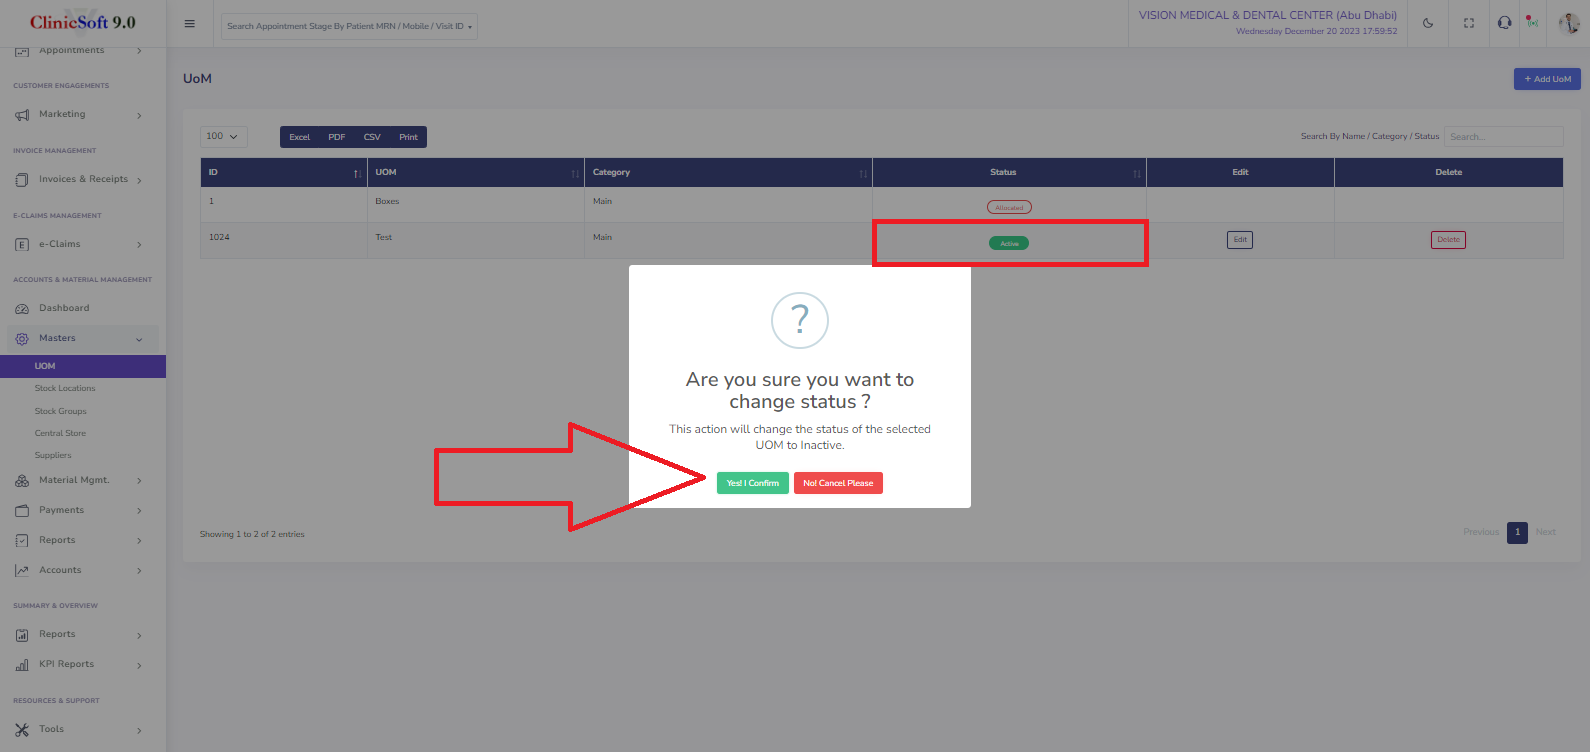 ClinicSoft 9.0
Search Appointment Stage By Patient MRN / Mobile / Visit ID
VISION MEDICAL & DENTAL CENTER (Abu Dhabi)
Wednesday December 20 2023 17:59:52
Appointments
CUSTOMER ENGAGEMENTS
Marketing
INVOICE MANAGEMENT
Invoices & Receipts
E-CLAIMS MANAGEMENT
E e-Claims
ACCOUNTS & MATERIAL MANAGEMENT
Dashboard
Masters
UOM
Stock Locations
Stock Groups
Central Store
Suppliers
Material Mgmt.
Payments
Reports
Accounts
SUMMARY & OVERVIEW
Reports
KPI Reports
RESOURCES & SUPPORT
Tools
UoM
+ Add UoM
100
Excel PDF CSV Print
Search By Name / Category / Status Search...
ID UOM Category Status Edit Delete
1 Boxes Main Allocated
1024 Test Main Active Edit Delete
?
Are you sure you want to
change status ?
This action will change the status of the selected
UOM to Inactive.
Yes! I Confirm No! Cancel Please
Showing 1 to 2 of 2 entries
Previous 1 Next